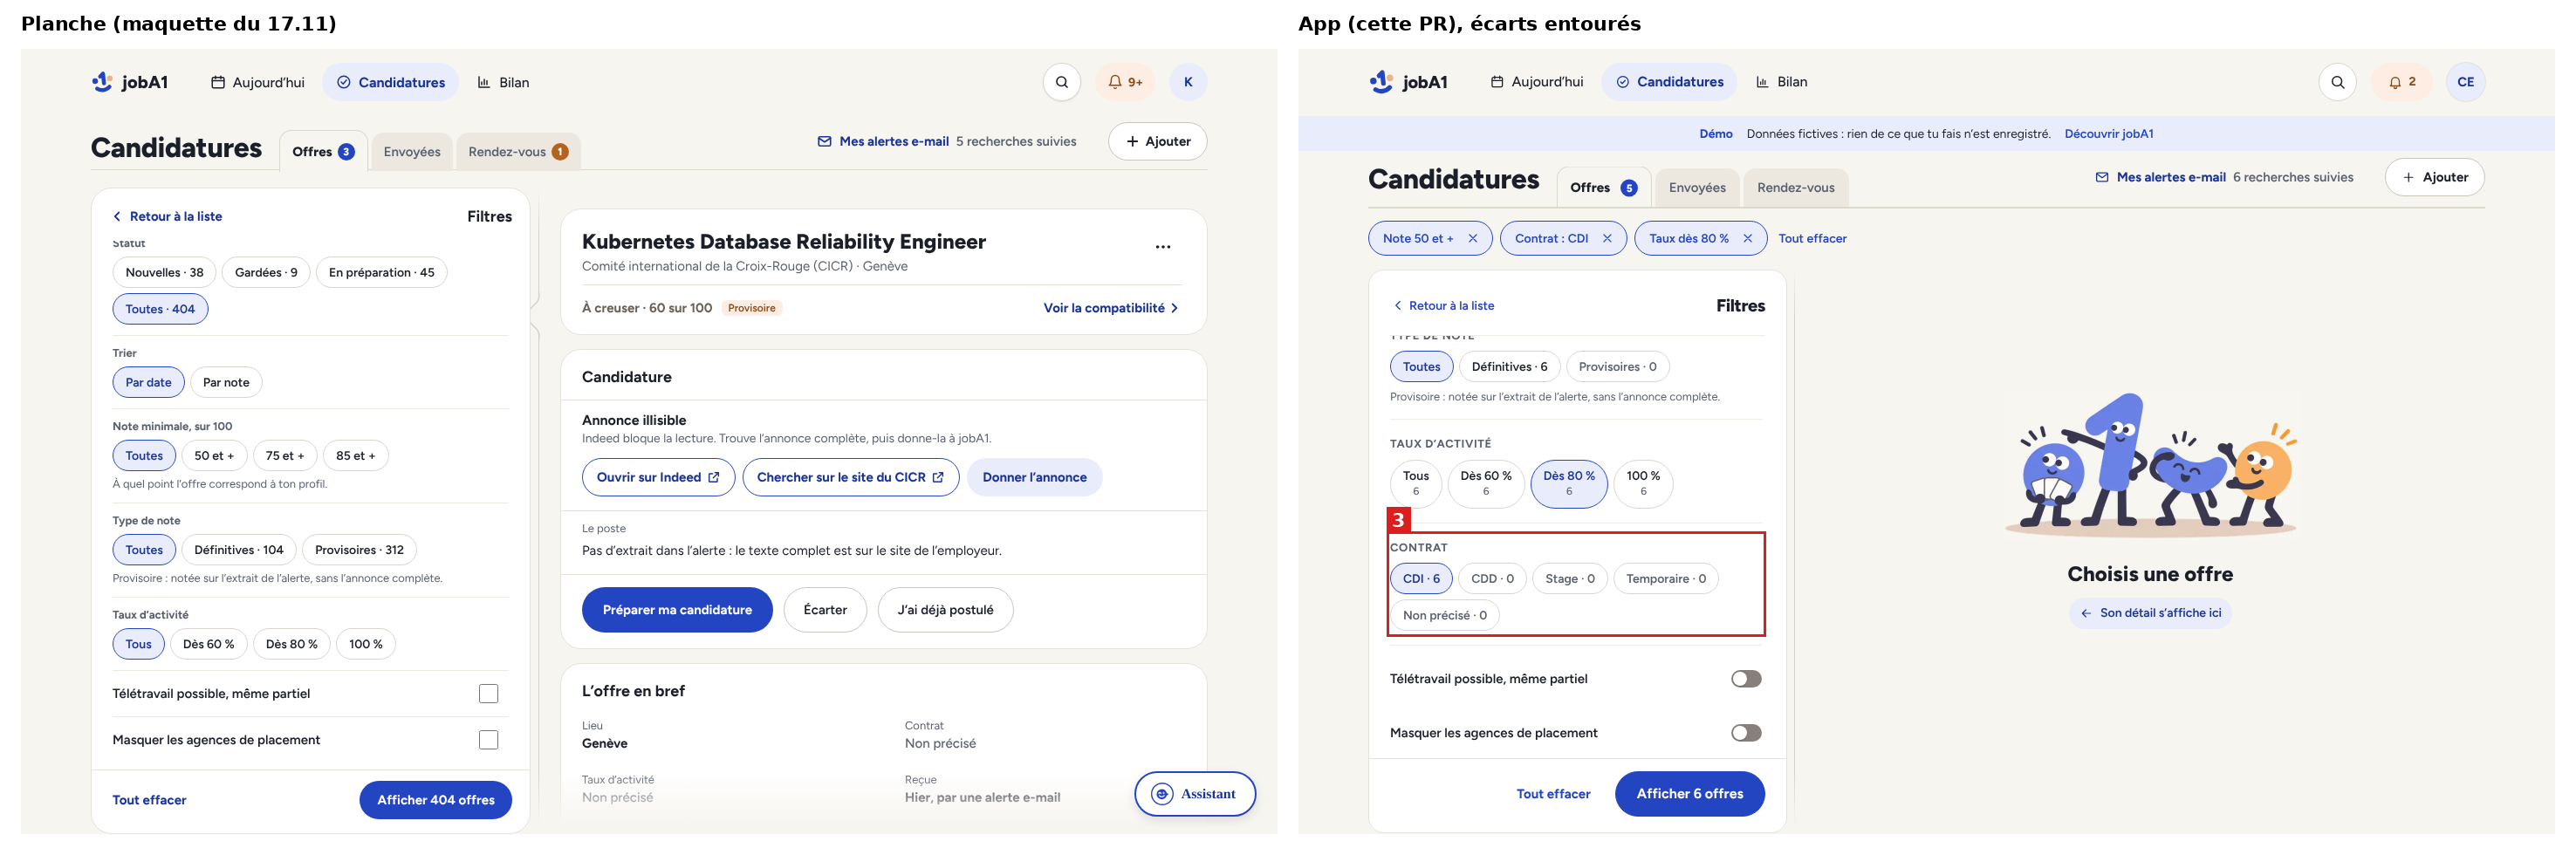 Planche (maquette du 17.11)
jobA1
Aujourd'hui
Candidatures
Bilan
9+
K
Candidatures
Offres 3
Envoyées
Rendez-vous 1
Mes alertes e-mail 5 recherches suivies
Ajouter
Retour à la liste
Filtres
Statut
Nouvelles · 38
Gardées · 9
En préparation · 45
Toutes · 404
Trier
Par date
Par note
Note minimale, sur 100
Toutes
50 et +
75 et +
85 et +
À quel point l'offre correspond à ton profil.
Type de note
Toutes
Définitives · 104
Provisoires · 312
Provisoire : notée sur l'extrait de l'alerte, sans l'annonce complète.
Taux d'activité
Tous
Dès 60 %
Dès 80 %
100 %
Télétravail possible, même partiel
Masquer les agences de placement
Tout effacer
Afficher 404 offres
Kubernetes Database Reliability Engineer
Comité international de la Croix-Rouge (CICR) · Genève
À creuser · 60 sur 100
Provisoire
Voir la compatibilité
Candidature
Annonce illisible
Indeed bloque la lecture. Trouve l'annonce complète, puis donne-la à jobA1.
Ouvrir sur Indeed
Chercher sur le site du CICR
Donner l'annonce
Le poste
Pas d'extrait dans l'alerte : le texte complet est sur le site de l'employeur.
Préparer ma candidature
Écarter
J'ai déjà postulé
L'offre en bref
Lieu
Genève
Contrat
Non précisé
Taux d'activité
Non précisé
Reçue
Hier, par une alerte e-mail
Assistant
App (cette PR), écarts entourés
jobA1
Aujourd'hui
Candidatures
Bilan
2
CE
Démo Données fictives : rien de ce que tu fais n'est enregistré. Découvrir jobA1
Candidatures
Offres 5
Envoyées
Rendez-vous
Mes alertes e-mail 6 recherches suivies
Ajouter
Note 50 et +
Contrat : CDI
Taux dès 80 %
Tout effacer
Retour à la liste
Filtres
TYPE DE NOTE
Toutes
Définitives · 6
Provisoires · 0
Provisoire : notée sur l'extrait de l'alerte, sans l'annonce complète.
TAUX D'ACTIVITÉ
Tous
6
Dès 60 %
6
Dès 80 %
6
100 %
6
3
CONTRAT
CDI · 6
CDD · 0
Stage · 0
Temporaire · 0
Non précisé · 0
Télétravail possible, même partiel
Masquer les agences de placement
Tout effacer
Afficher 6 offres
Choisis une offre
Son détail s'affiche ici